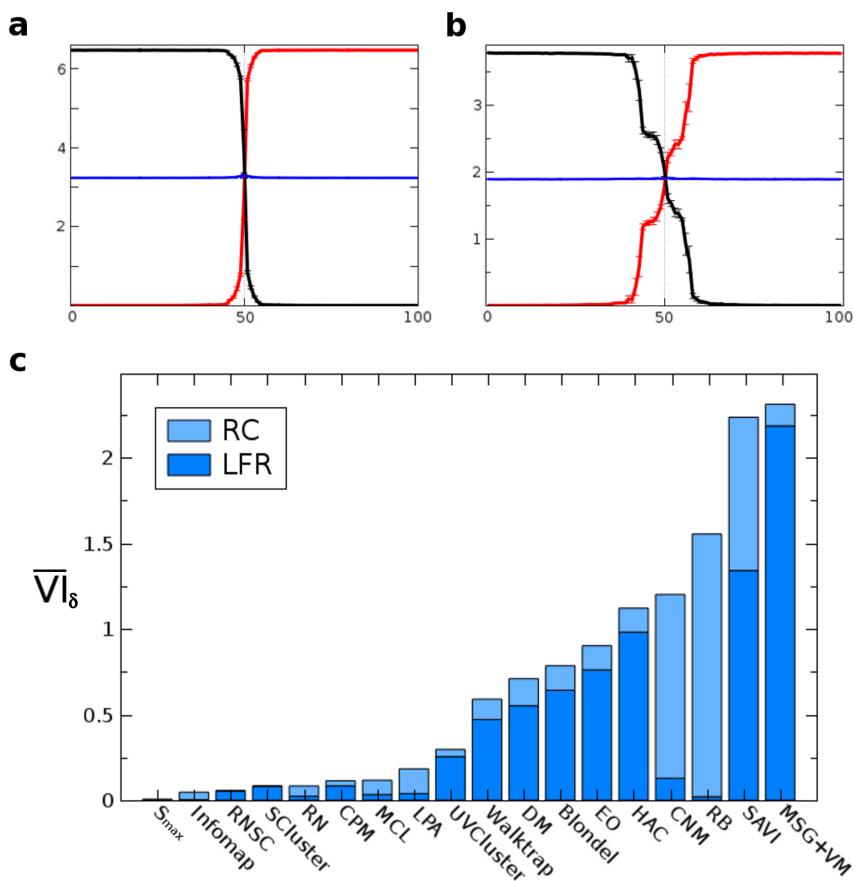 a
b
6
4
2
0
50
100
3
2
1
0
50
100
c
RC
LFR
2
1.5
1
0.5
0
VIδ
Smax
Infomap
RNSC
SCluster
RN
CPM
MCL
LPA
UVCluster
Walktrap
DM
Blondel
EO
HAC
CNM
RB
SAVI
MSG+VM